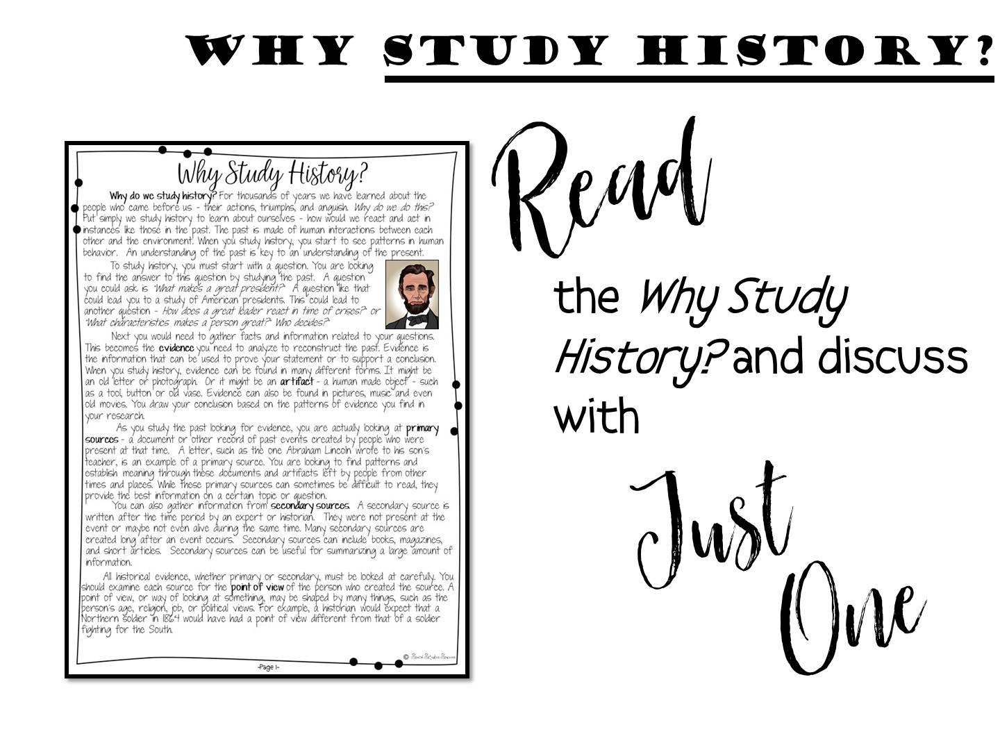 WHY STUDY HISTORY?
Why Study History?
Why do we study history? For thousands of years we have learned about the
people who came before us - their actions, triumphs, and anguish. Why do we do this?
Put simply we study history to learn about ourselves - how would we react and act in
instances like those in the past. The past is made of human interactions between each
other and the environment. When you study history, you start to see patterns in human
behavior. An understanding of the past is key to an understanding of the present.
To study history, you must start with a question. You are looking
to find the answer to this question by studying the past. A question
you could ask is "What makes a great president?" A question like that
could lead you to a study of American presidents. This could lead to
another question - How does a great leader react in time of crises?" or
"What characteristics makes a person great?" Who decides?"
Next you would need to gather facts and information related to your questions.
This becomes the evidence you need to analyze to reconstruct the past. Evidence is
the information that can be used to prove your statement or to support a conclusion.
When you study history, evidence can be found in many different forms. It might be
an old letter or photograph. Or it might be an artifact - a human made object - such
as a tool, button or old vase. Evidence can also be found in pictures, music and even
old movies. You draw your conclusion based on the patterns of evidence you find in
your research.
As you study the past looking for evidence, you are actually looking at primary
sources - a document or other record of past events created by people who were
present at that time. A letter, such as the one Abraham Lincoln wrote to his son's
teacher, is an example of a primary source. You are looking to find patterns and
establish meaning through these documents and artifacts left by people from other
times and places. While these primary sources can sometimes be difficult to read, they
provide the best information on a certain topic or question.
You can also gather information from secondary sources. A secondary source is
written after the time period by an expert or historian. They were not present at the
event or maybe not even alive during the same time. Many secondary sources are
created long after an event occurs. Secondary sources can include books, magazines,
and short articles. Secondary sources can be useful for summarizing a large amount of
information.
All historical evidence, whether primary or secondary, must be looked at carefully. You
should examine each source for the point of view of the person who created the source. A
point of view, or way of looking at something, may be shaped by many things, such as the
person's age, religion, job, or political views. For example, a historian would expect that a
Northern soldier in 1864 would have had a point of view different from that of a soldier
fighting for the South.
©
-Page 1-
Read
the Why Study
History? and discuss
with
Just
One